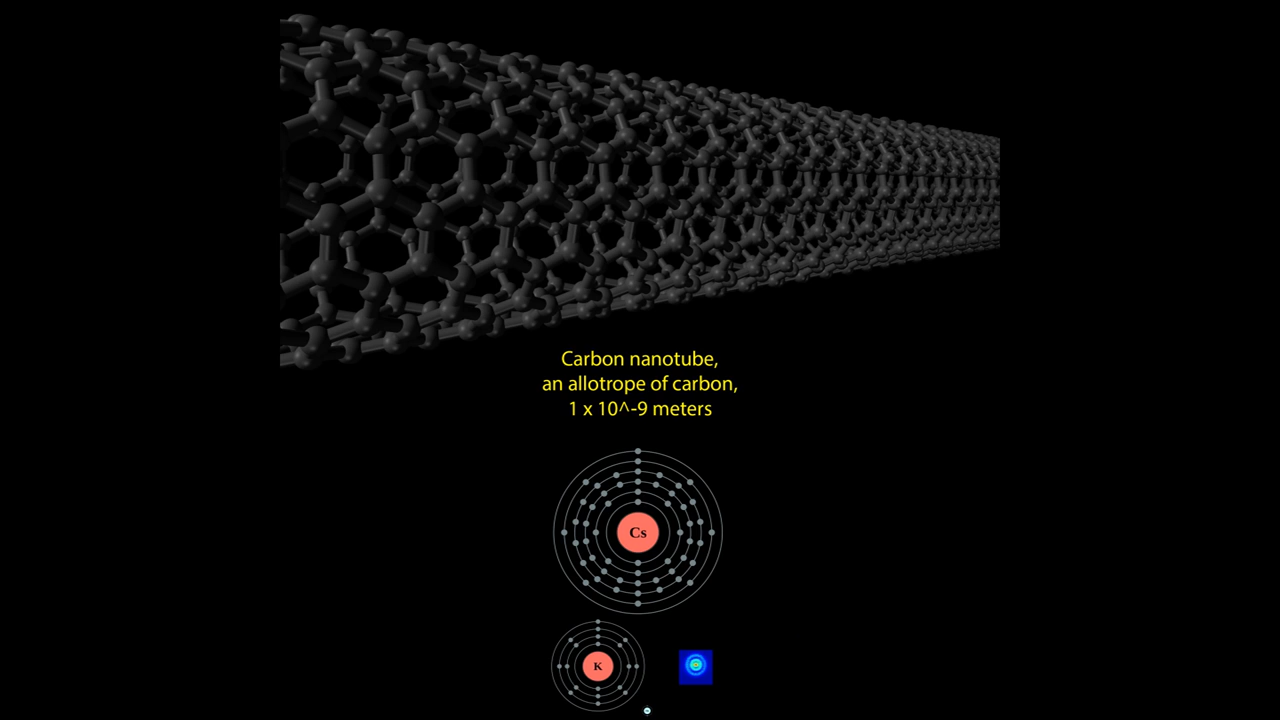 Carbon nanotube,
an allotrope of carbon,
1 x 10^-9 meters
Cs
K